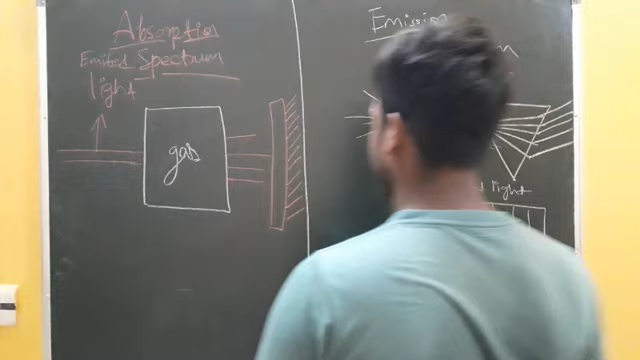 Absorption
Emitted Spectrum
light
gas
Emission
light